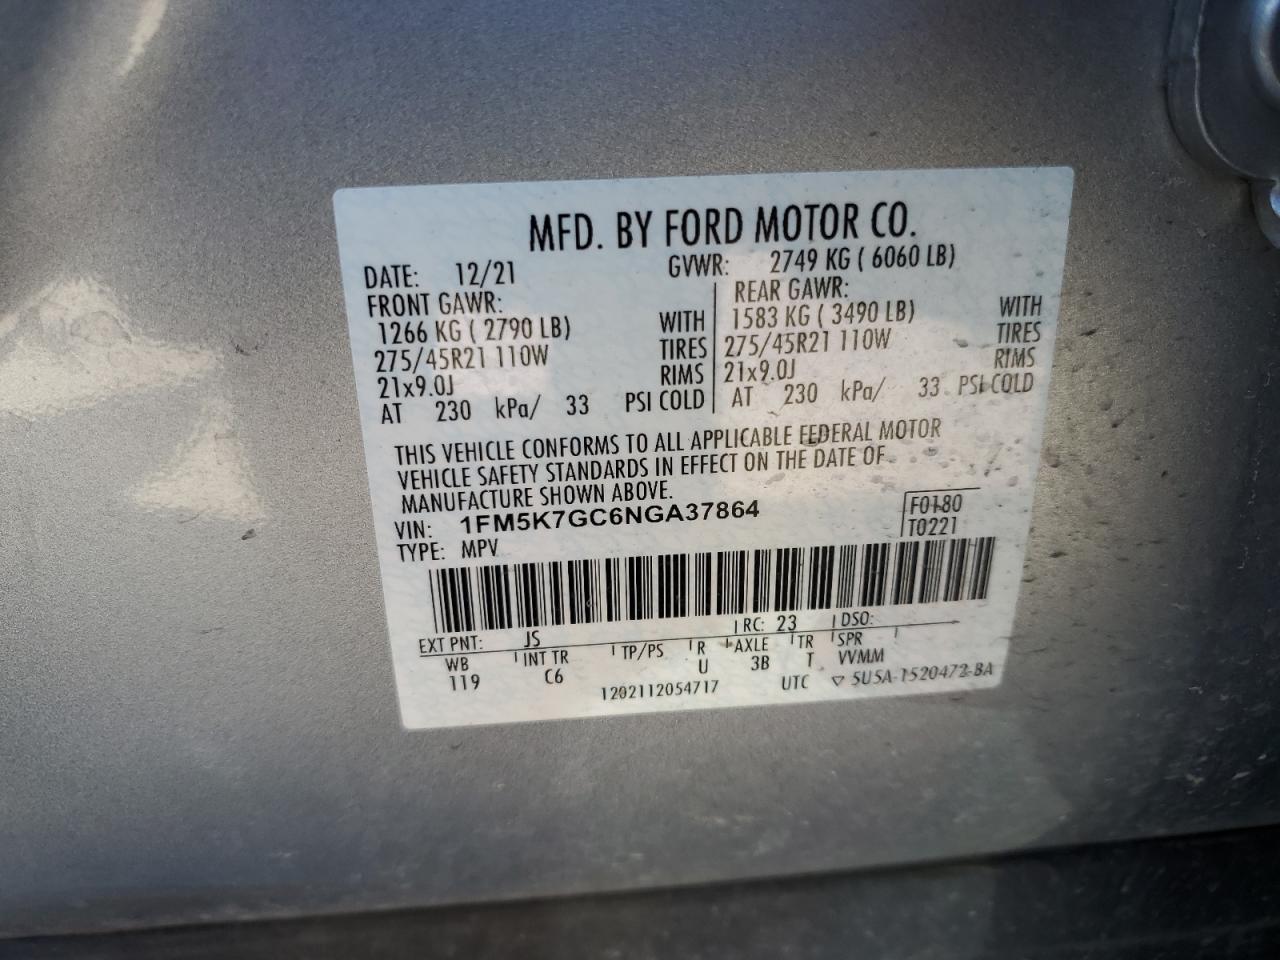 MFD. BY FORD MOTOR CO.
DATE: 12/21 GVWR: 2749 KG ( 6060 LB)
FRONT GAWR: REAR GAWR:
1266 KG ( 2790 LB) WITH 1583 KG ( 3490 LB) WITH
275/45R21 110W TIRES 275/45R21 110W TIRES
21x9.0J RIMS 21x9.0J RIMS
AT 230 kPa/ 33 PSI COLD AT 230 kPa/ 33 PSI COLD
THIS VEHICLE CONFORMS TO ALL APPLICABLE FEDERAL MOTOR
VEHICLE SAFETY STANDARDS IN EFFECT ON THE DATE OF
MANUFACTURE SHOWN ABOVE.
VIN: 1FM5K7GC6NGA37864 F0180
TYPE: MPV T0221
EXT PNT: JS RC: 23 DSO:
WB INT TR TP/PS R AXLE TR SPR
119 C6 U 3B T VVMM
1202112054717 UTC ▽ 5U5A-1520472-BA